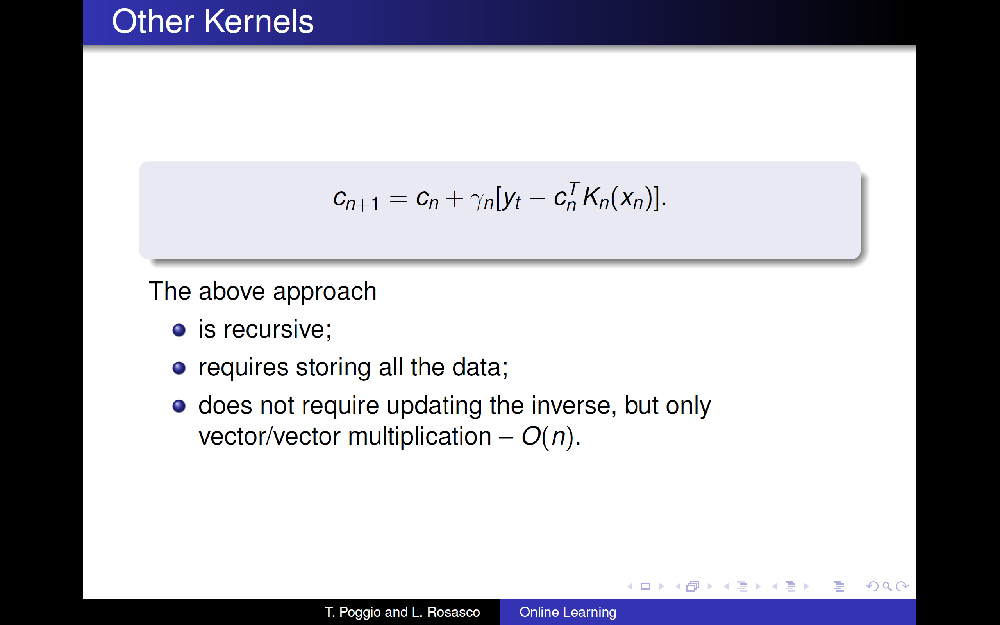 Other Kernels
c_{n+1} = c_n + γ_n[y_t − c_n^T K_n(x_n)].
The above approach
is recursive;
requires storing all the data;
does not require updating the inverse, but only
vector/vector multiplication – O(n).
T. Poggio and L. Rosasco
Online Learning